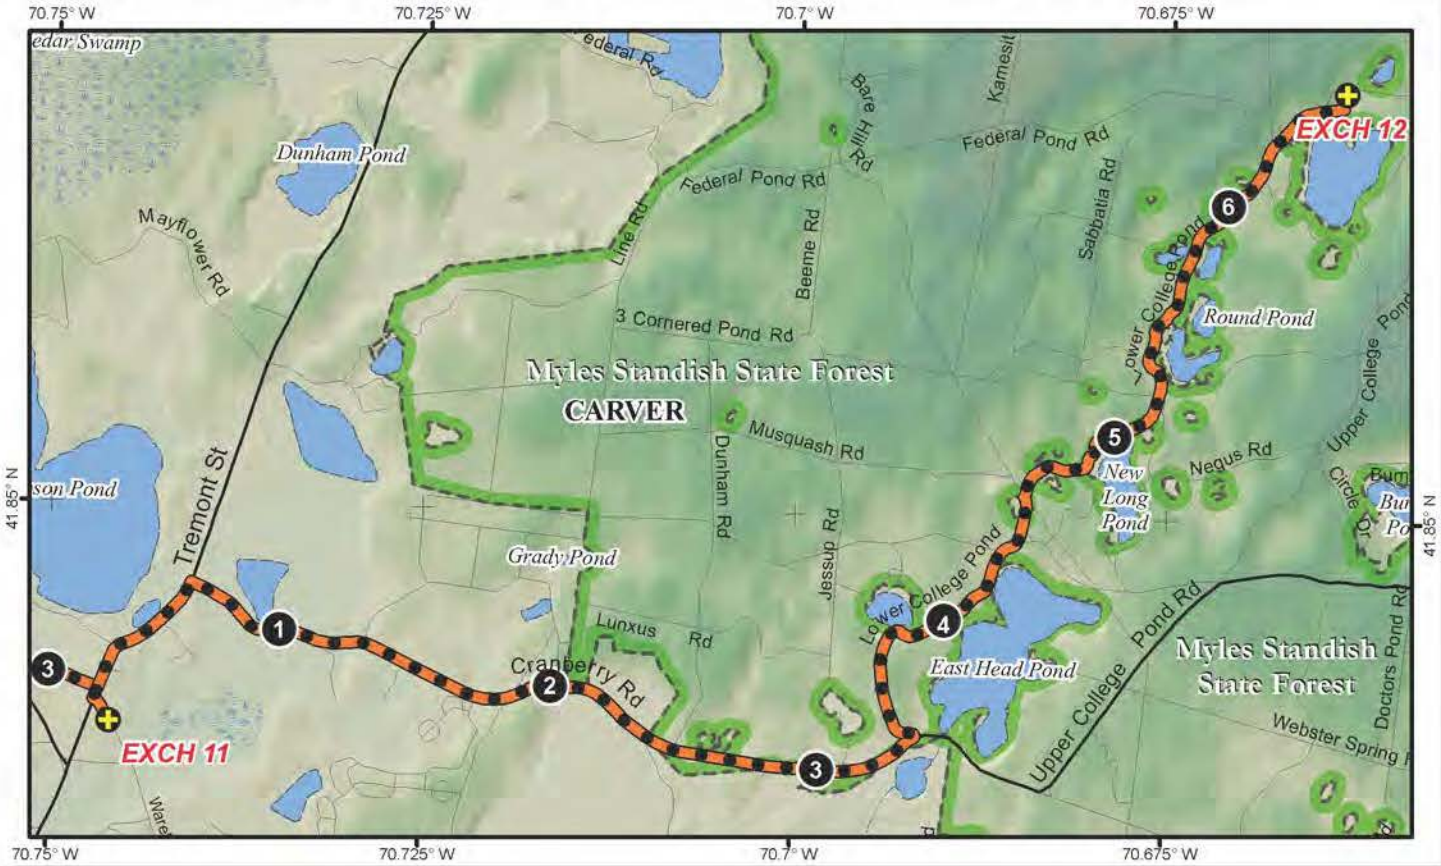 70.75° W
70.725° W
70.7° W
70.675° W
edar Swamp
Federal Rd
Kamesit
Bare Hill Rd
EXCH 12
Dunham Pond
Federal Pond Rd
Federal Pond Rd
Sabbatia Rd
6
Mayflower Rd
Line Rd
Beeme Rd
Lower College Pond
Round Pond
3 Cornered Pond Rd
Upper College Pond
Myles Standish State Forest
CARVER
Musquash Rd
5
Negus Rd
New
Long
Pond
Tremont St
son Pond
Dunham Rd
Circle Dr
Bum
Bum
Po
41.85° N
41.85° N
Jessup Rd
Grady Pond
Lower College Pond
4
1
Lunxus Rd
Upper College Pond Rd
Doctors Pond Rd
Myles Standish
State Forest
3
Cranberry Rd
2
East Head Pond
EXCH 11
3
Webster Spring R
Ware
70.75° W
70.725° W
70.7° W
70.675° W